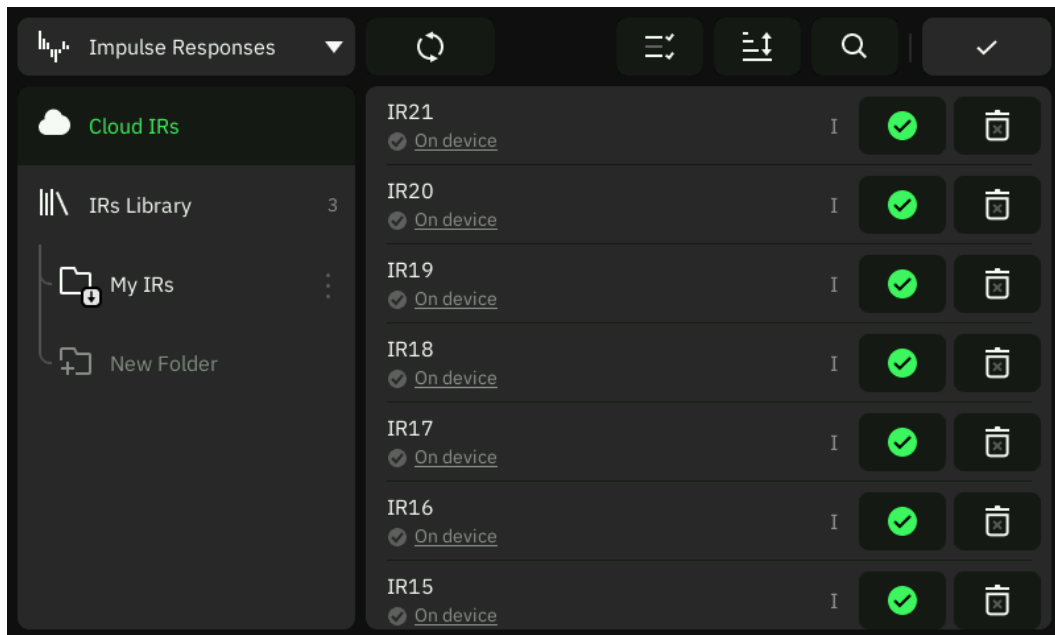 Impulse Responses
Cloud IRs
IRs Library 3
My IRs
New Folder
IR21
On device
I
IR20
On device
I
IR19
On device
I
IR18
On device
I
IR17
On device
I
IR16
On device
I
IR15
On device
I